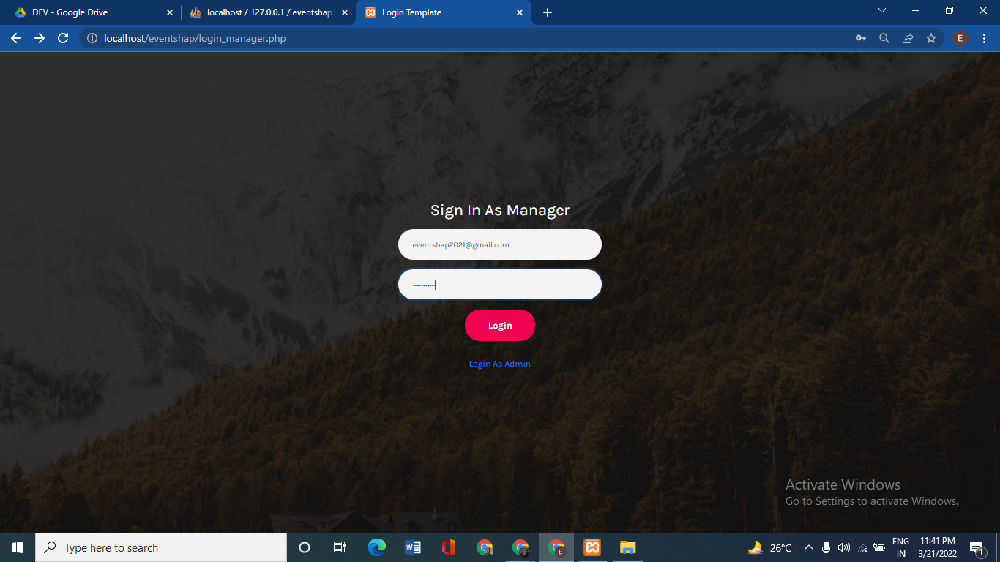 DEV - Google Drive
localhost / 127.0.0.1 / eventshap
Login Template
localhost/eventshap/login_manager.php
E
Sign In As Manager
eventshap2021@gmail.com
Login
Login As Admin
Activate Windows
Go to Settings to activate Windows.
Type here to search
W
E
26°C
ENG
IN
11:41 PM
3/21/2022
1